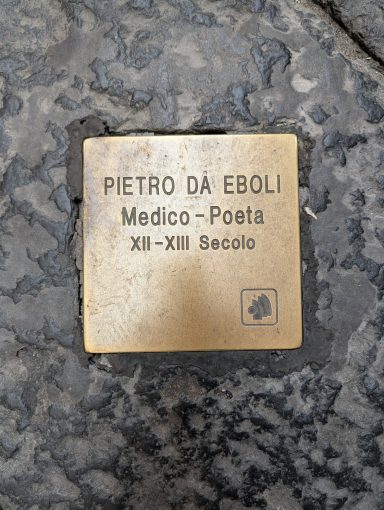 PIETRO DA EBOLI
Medico - Poeta
XII - XIII Secolo